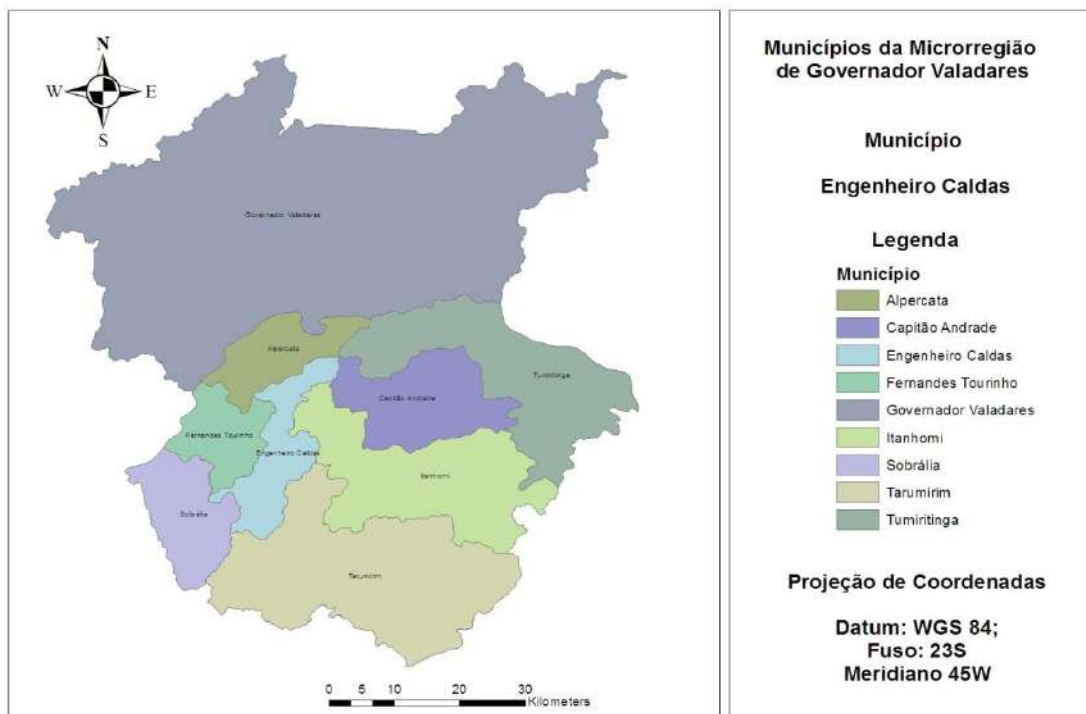 N
W E
S
Governador Valadares
Alpercata
Tumiritinga
Capitão Andrade
Fernandes Tourinho
Engenheiro Caldas
Itanhomi
Sobrália
Tarumirim
0 5 10 20 30
Kilometers
Municípios da Microrregião
de Governador Valadares
Município
Engenheiro Caldas
Legenda
Município
Alpercata
Capitão Andrade
Engenheiro Caldas
Fernandes Tourinho
Governador Valadares
Itanhomi
Sobrália
Tarumirim
Tumiritinga
Projeção de Coordenadas
Datum: WGS 84;
Fuso: 23S
Meridiano 45W